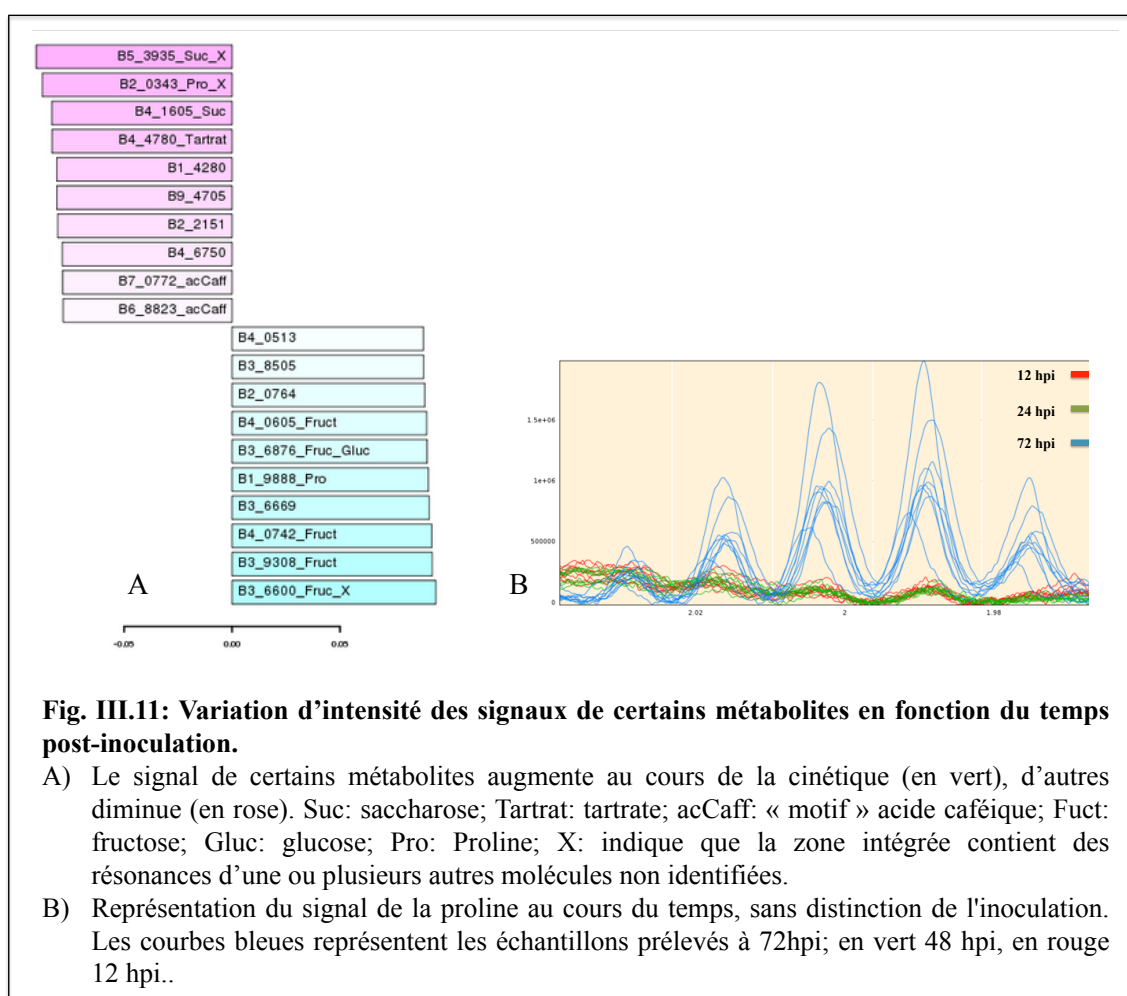 B5_3935_Suc_X
B2_0343_Pro_X
B4_1605_Suc
B4_4780_Tartrat
B1_4280
B9_4705
B2_2151
B4_6750
B7_0772_acCaff
B6_8823_acCaff
B4_0513
B3_8505
B2_0764
B4_0605_Fruct
B3_6876_Fruc_Gluc
B1_9888_Pro
B3_6669
B4_0742_Fruct
B3_9308_Fruct
B3_6600_Fruc_X
-0.05 0.00 0.05
A
B
12 hpi
24 hpi
72 hpi
1.5e+06
1e+06
500000
0
2.02 2 1.98
Fig. III.11: Variation d'intensité des signaux de certains métabolites en fonction du temps
post-inoculation.
A) Le signal de certains métabolites augmente au cours de la cinétique (en vert), d'autres
diminue (en rose). Suc: saccharose; Tartrat: tartrate; acCaff: « motif » acide caféique; Fuct:
fructose; Gluc: glucose; Pro: Proline; X: indique que la zone intégrée contient des
résonances d'une ou plusieurs autres molécules non identifiées.
B) Représentation du signal de la proline au cours du temps, sans distinction de l'inoculation.
Les courbes bleues représentent les échantillons prélevés à 72hpi; en vert 48 hpi, en rouge
12 hpi..